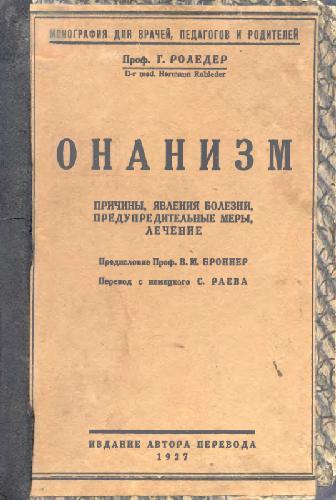 МОНОГРАФИЯ ДЛЯ ВРАЧЕЙ, ПЕДАГОГОВ И РОДИТЕЛЕЙ
Проф. Г. РОЛЕДЕР
D-r med. Hermann Rohleder
ОНАНИЗМ
ПРИЧИНЫ, ЯВЛЕНИЯ БОЛЕЗНИ,
ПРЕДУПРЕДИТЕЛЬНЫЕ МЕРЫ,
ЛЕЧЕНИЕ
Предисловие Проф. В. М. БРОННЕР
Перевод с немецкого С. РАЕВА
ИЗДАНИЕ АВТОРА ПЕРЕВОДА
1927